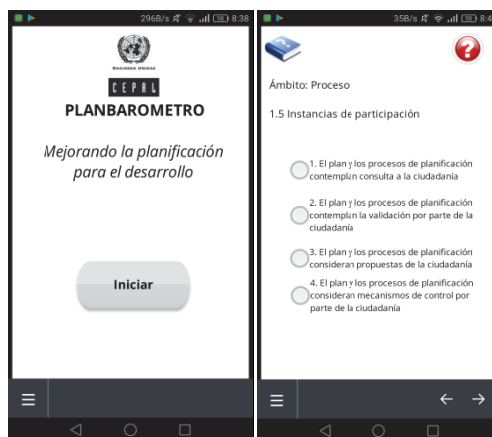 296B/s 38 8:38
NACIONES UNIDAS
CEPAL
PLANBAROMETRO
Mejorando la planificación
para el desarrollo
Iniciar
35B/s 38 8:4
?
Ámbito: Proceso
1.5 Instancias de participación
1. El plan y los procesos de planificación
contemplan consulta a la ciudadanía
2. El plan y los procesos de planificación
contemplan la validación por parte de la
ciudadanía
3. El plan y los procesos de planificación
consideran propuestas de la ciudadanía
4. El plan y los procesos de planificación
consideran mecanismos de control por
parte de la ciudadanía